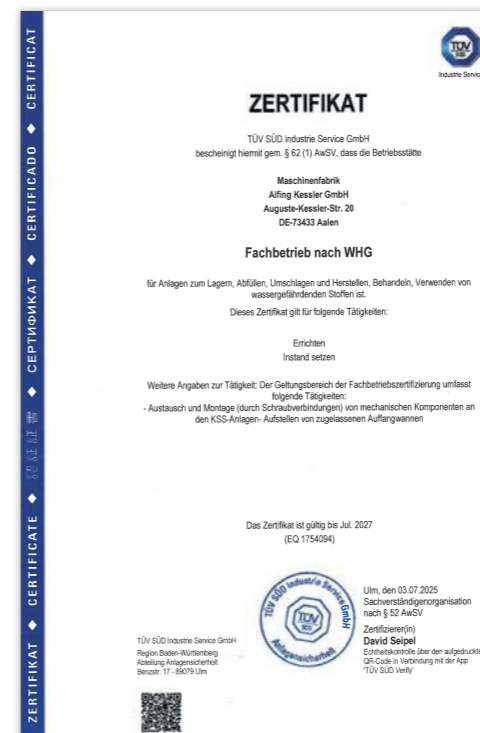 TÜV
SÜD
Industrie Service
ZERTIFIKAT
TÜV SÜD Industrie Service GmbH
bescheinigt hiermit gem. § 62 (1) AwSV, dass die Betriebsstätte
Maschinenfabrik
Alfing Kessler GmbH
Auguste-Kessler-Str. 20
DE-73433 Aalen
Fachbetrieb nach WHG
für Anlagen zum Lagern, Abfüllen, Umschlagen und Herstellen, Behandeln, Verwenden von
wassergefährdenden Stoffen ist.
Dieses Zertifikat gilt für folgende Tätigkeiten:
Errichten
Instand setzen
Weitere Angaben zur Tätigkeit: Der Geltungsbereich der Fachbetriebszertifizierung umfasst
folgende Tätigkeiten:
- Austausch und Montage (durch Schraubverbindungen) von mechanischen Komponenten an
den KSS-Anlagen- Aufstellen von zugelassenen Auffangwannen
Das Zertifikat ist gültig bis Jul. 2027
(EQ 1754094)
TÜV SÜD Industrie Service GmbH
Region Baden-Württemberg
Abteilung Anlagensicherheit
Benzstr. 17 - 89079 Ulm
TÜV SÜD Industrie Service GmbH
TÜV
SÜD
Anlagensicherheit
Ulm, den 03.07.2025
Sachverständigenorganisation
nach § 52 AwSV
Zertifizierer(in)
David Seipel
Echtheitskontrolle über den aufgedruckten
QR-Code in Verbindung mit der App
'TÜV SÜD Verify'
ZERTIFIKAT ◆ CERTIFICATE ◆ ◆ СЕРТИФИКАТ ◆ CERTIFICADO ◆ CERTIFICAT